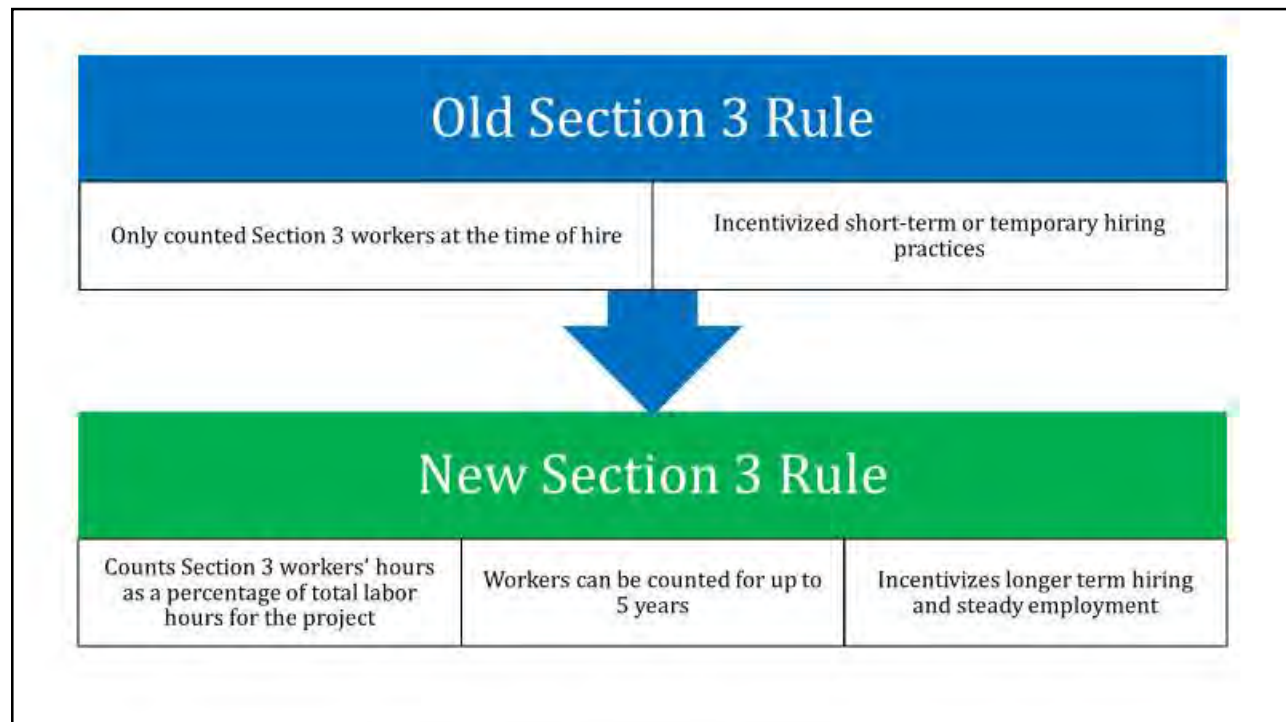 Old Section 3 Rule
Only counted Section 3 workers at the time of hire
Incentivized short-term or temporary hiring
practices
New Section 3 Rule
Counts Section 3 workers' hours
as a percentage of total labor
hours for the project
Workers can be counted for up to
5 years
Incentivizes longer term hiring
and steady employment